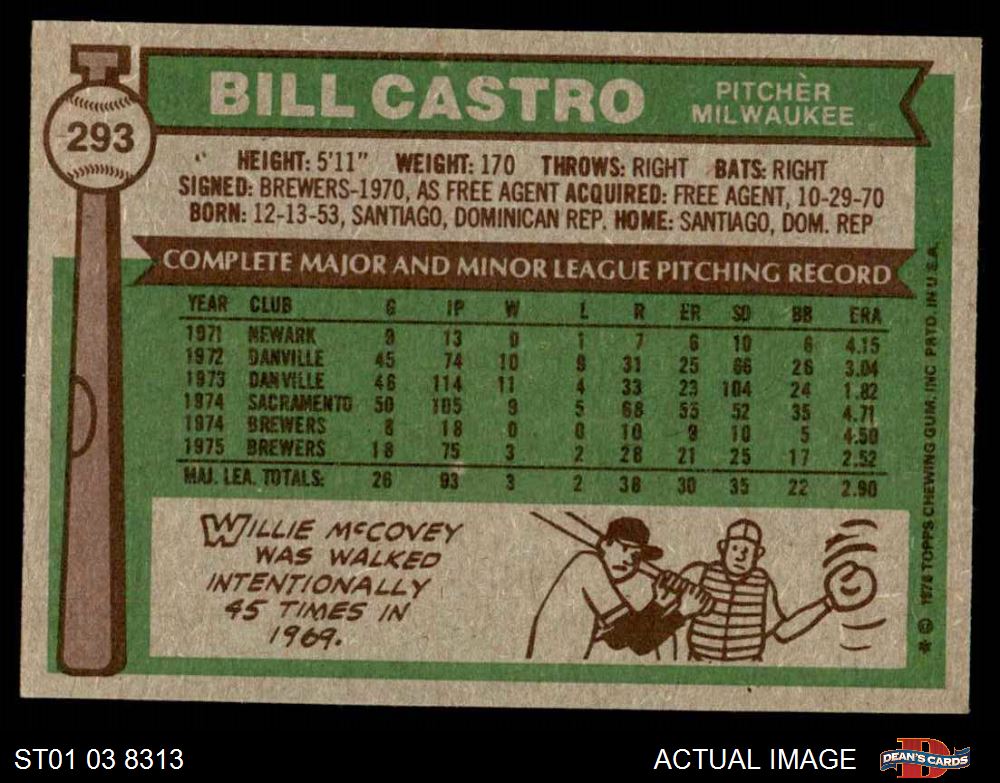 293
BILL CASTRO
PITCHER
MILWAUKEE
HEIGHT: 5'11" WEIGHT: 170 THROWS: RIGHT BATS: RIGHT
SIGNED: BREWERS-1970, AS FREE AGENT ACQUIRED: FREE AGENT, 10-29-70
BORN: 12-13-53, SANTIAGO, DOMINICAN REP. HOME: SANTIAGO, DOM. REP
COMPLETE MAJOR AND MINOR LEAGUE PITCHING RECORD
YEAR CLUB G IP W L R ER SO BB ERA
1971 NEWARK 9 13 0 1 7 6 10 6 4.15
1972 DANVILLE 45 74 10 9 31 25 66 26 3.04
1973 DANVILLE 46 114 11 4 33 23 104 24 1.82
1974 SACRAMENTO 50 105 9 5 68 55 52 35 4.71
1974 BREWERS 8 18 0 0 10 9 10 5 4.50
1975 BREWERS 18 75 3 2 28 21 25 17 2.52
MAJ. LEA. TOTALS: 26 93 3 2 38 30 35 22 2.90
WILLIE McCOVEY
WAS WALKED
INTENTIONALLY
45 TIMES IN
1969.
* © 1976 TOPPS CHEWING GUM, INC PRTD. IN U.S.A.
ST01 03 8313
ACTUAL IMAGE
D
DEAN'S CARDS